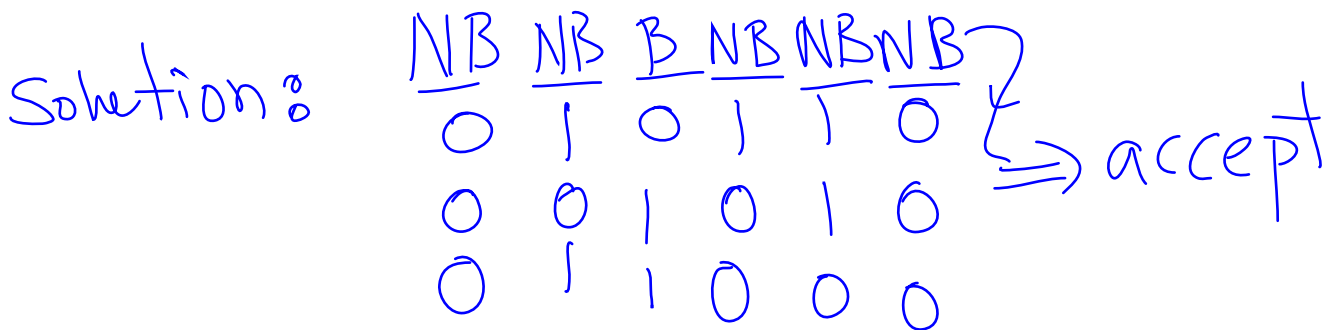 NB NB B NB NB NB
Solution:
0 1 0 1 1 0
⇒ accept
0 0 1 0 1 0
0 1 1 0 0 0